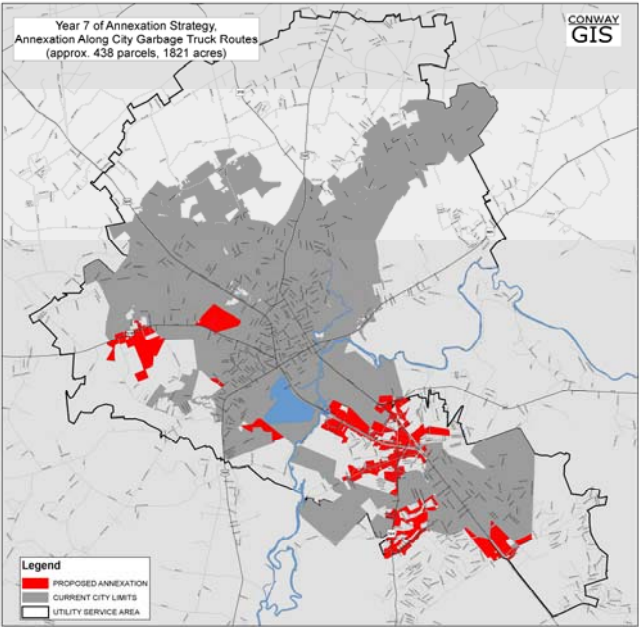 Year 7 of Annexation Strategy,
Annexation Along City Garbage Truck Routes
(approx. 438 parcels, 1821 acres)
CONWAY
GIS
Legend
PROPOSED ANNEXATION
CURRENT CITY LIMITS
UTILITY SERVICE AREA